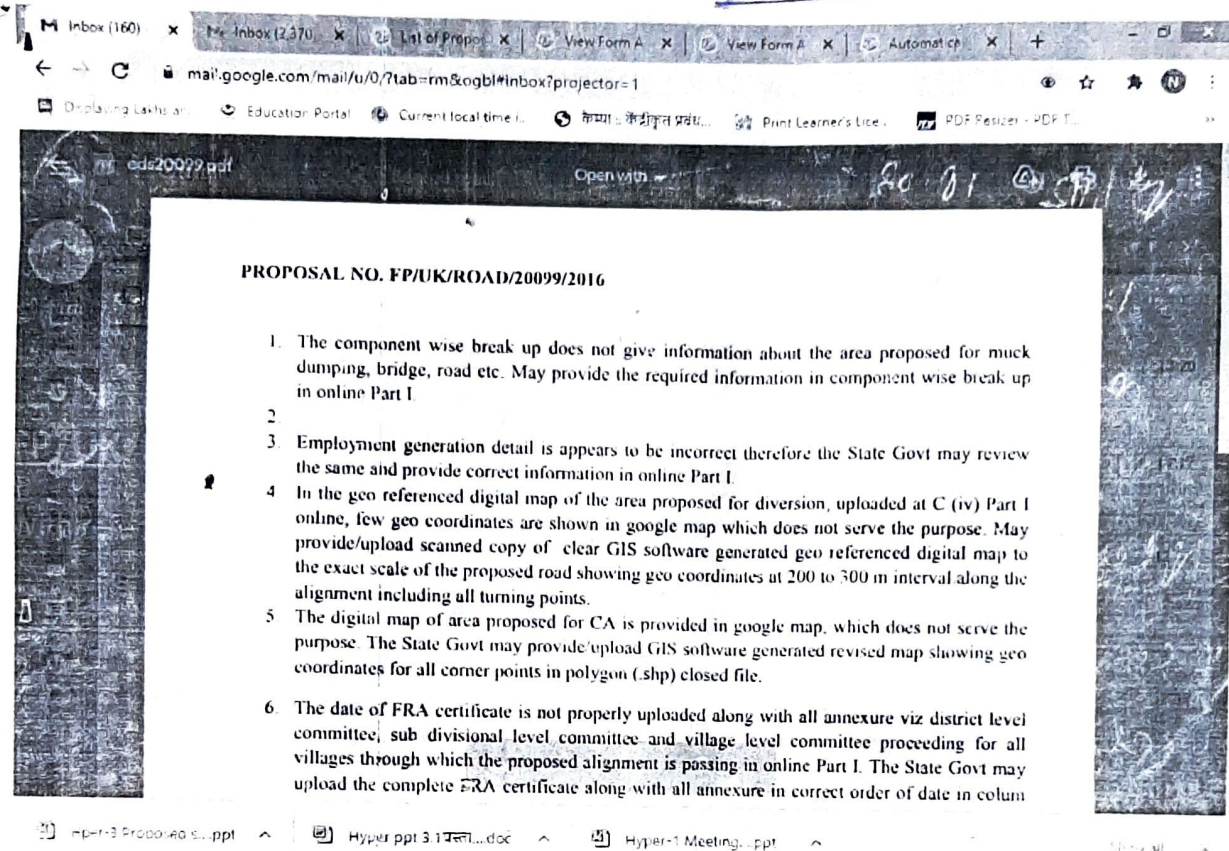 Inbox (160)
Inbox (2,370
List of Propo
View Form A
View Form A
mail.google.com/mail/u/0/?tab=rm&ogbl#inbox?projector=1
Education Portal
Current local time i..
Print Learner's Lice..
PDF Resizer - PDF T...
eds20099.pdf
Open with
PROPOSAL NO. FP/UK/ROAD/20099/2016
1. The component wise break up does not give information about the area proposed for muck
dumping, bridge, road etc. May provide the required information in component wise break up
in online Part I.
2.
3. Employment generation detail is appears to be incorrect therefore the State Govt may review
the same and provide correct information in online Part I.
4 In the geo referenced digital map of the area proposed for diversion, uploaded at C (iv) Part I
online, few geo coordinates are shown in google map which does not serve the purpose. May
provide/upload scanned copy of clear GIS software generated geo referenced digital map to
the exact scale of the proposed road showing geo coordinates at 200 to 300 m interval along the
alignment including all turning points.
5 The digital map of area proposed for CA is provided in google map, which does not serve the
purpose. The State Govt may provide/upload GIS software generated revised map showing geo
coordinates for all corner points in polygon (.shp) closed file.
6. The date of FRA certificate is not properly uploaded along with all annexure viz district level
committee, sub divisional level committee and village level committee proceeding for all
villages through which the proposed alignment is passing in online Part I. The State Govt may
upload the complete FRA certificate along with all annexure in correct order of date in colum
Hyper ppt 3.1
...doc
Hyper-1 Meeting...ppt